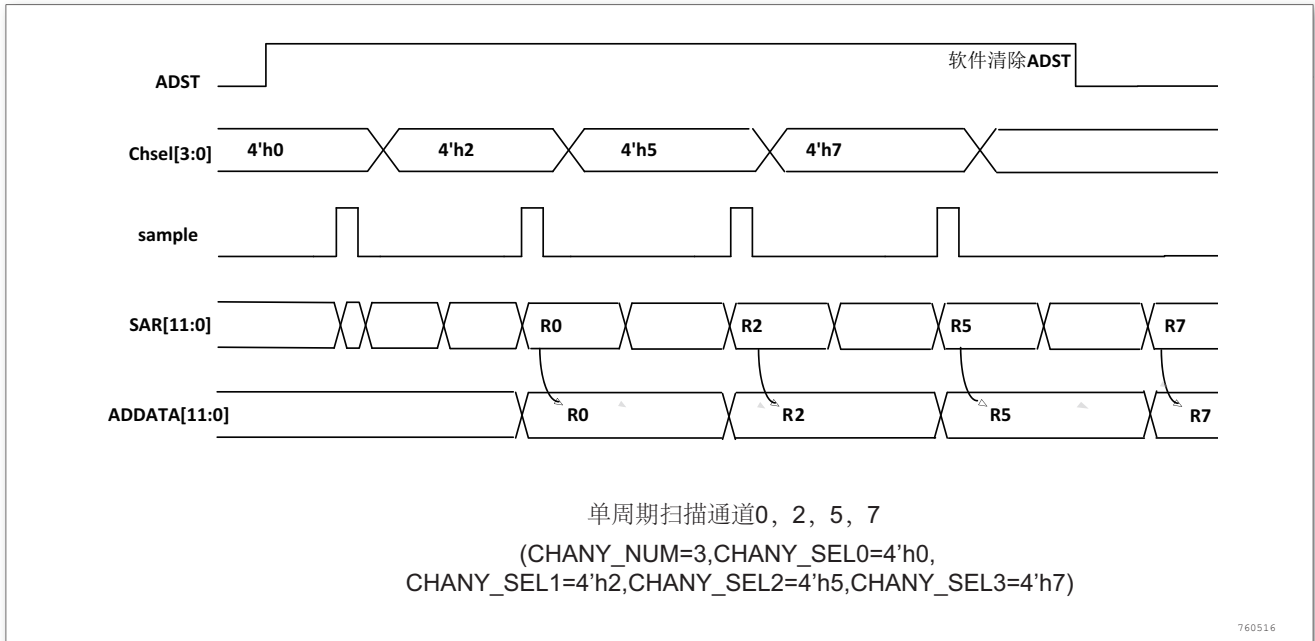 软件清除ADST
ADST
Chsel[3:0] 4'h0 4'h2 4'h5 4'h7
sample
SAR[11:0] R0 R2 R5 R7
ADDATA[11:0] R0 R2 R5 R7
单周期扫描通道0，2，5，7
(CHANY_NUM=3,CHANY_SEL0=4’h0,
CHANY_SEL1=4’h2,CHANY_SEL2=4’h5,CHANY_SEL3=4’h7)
760516